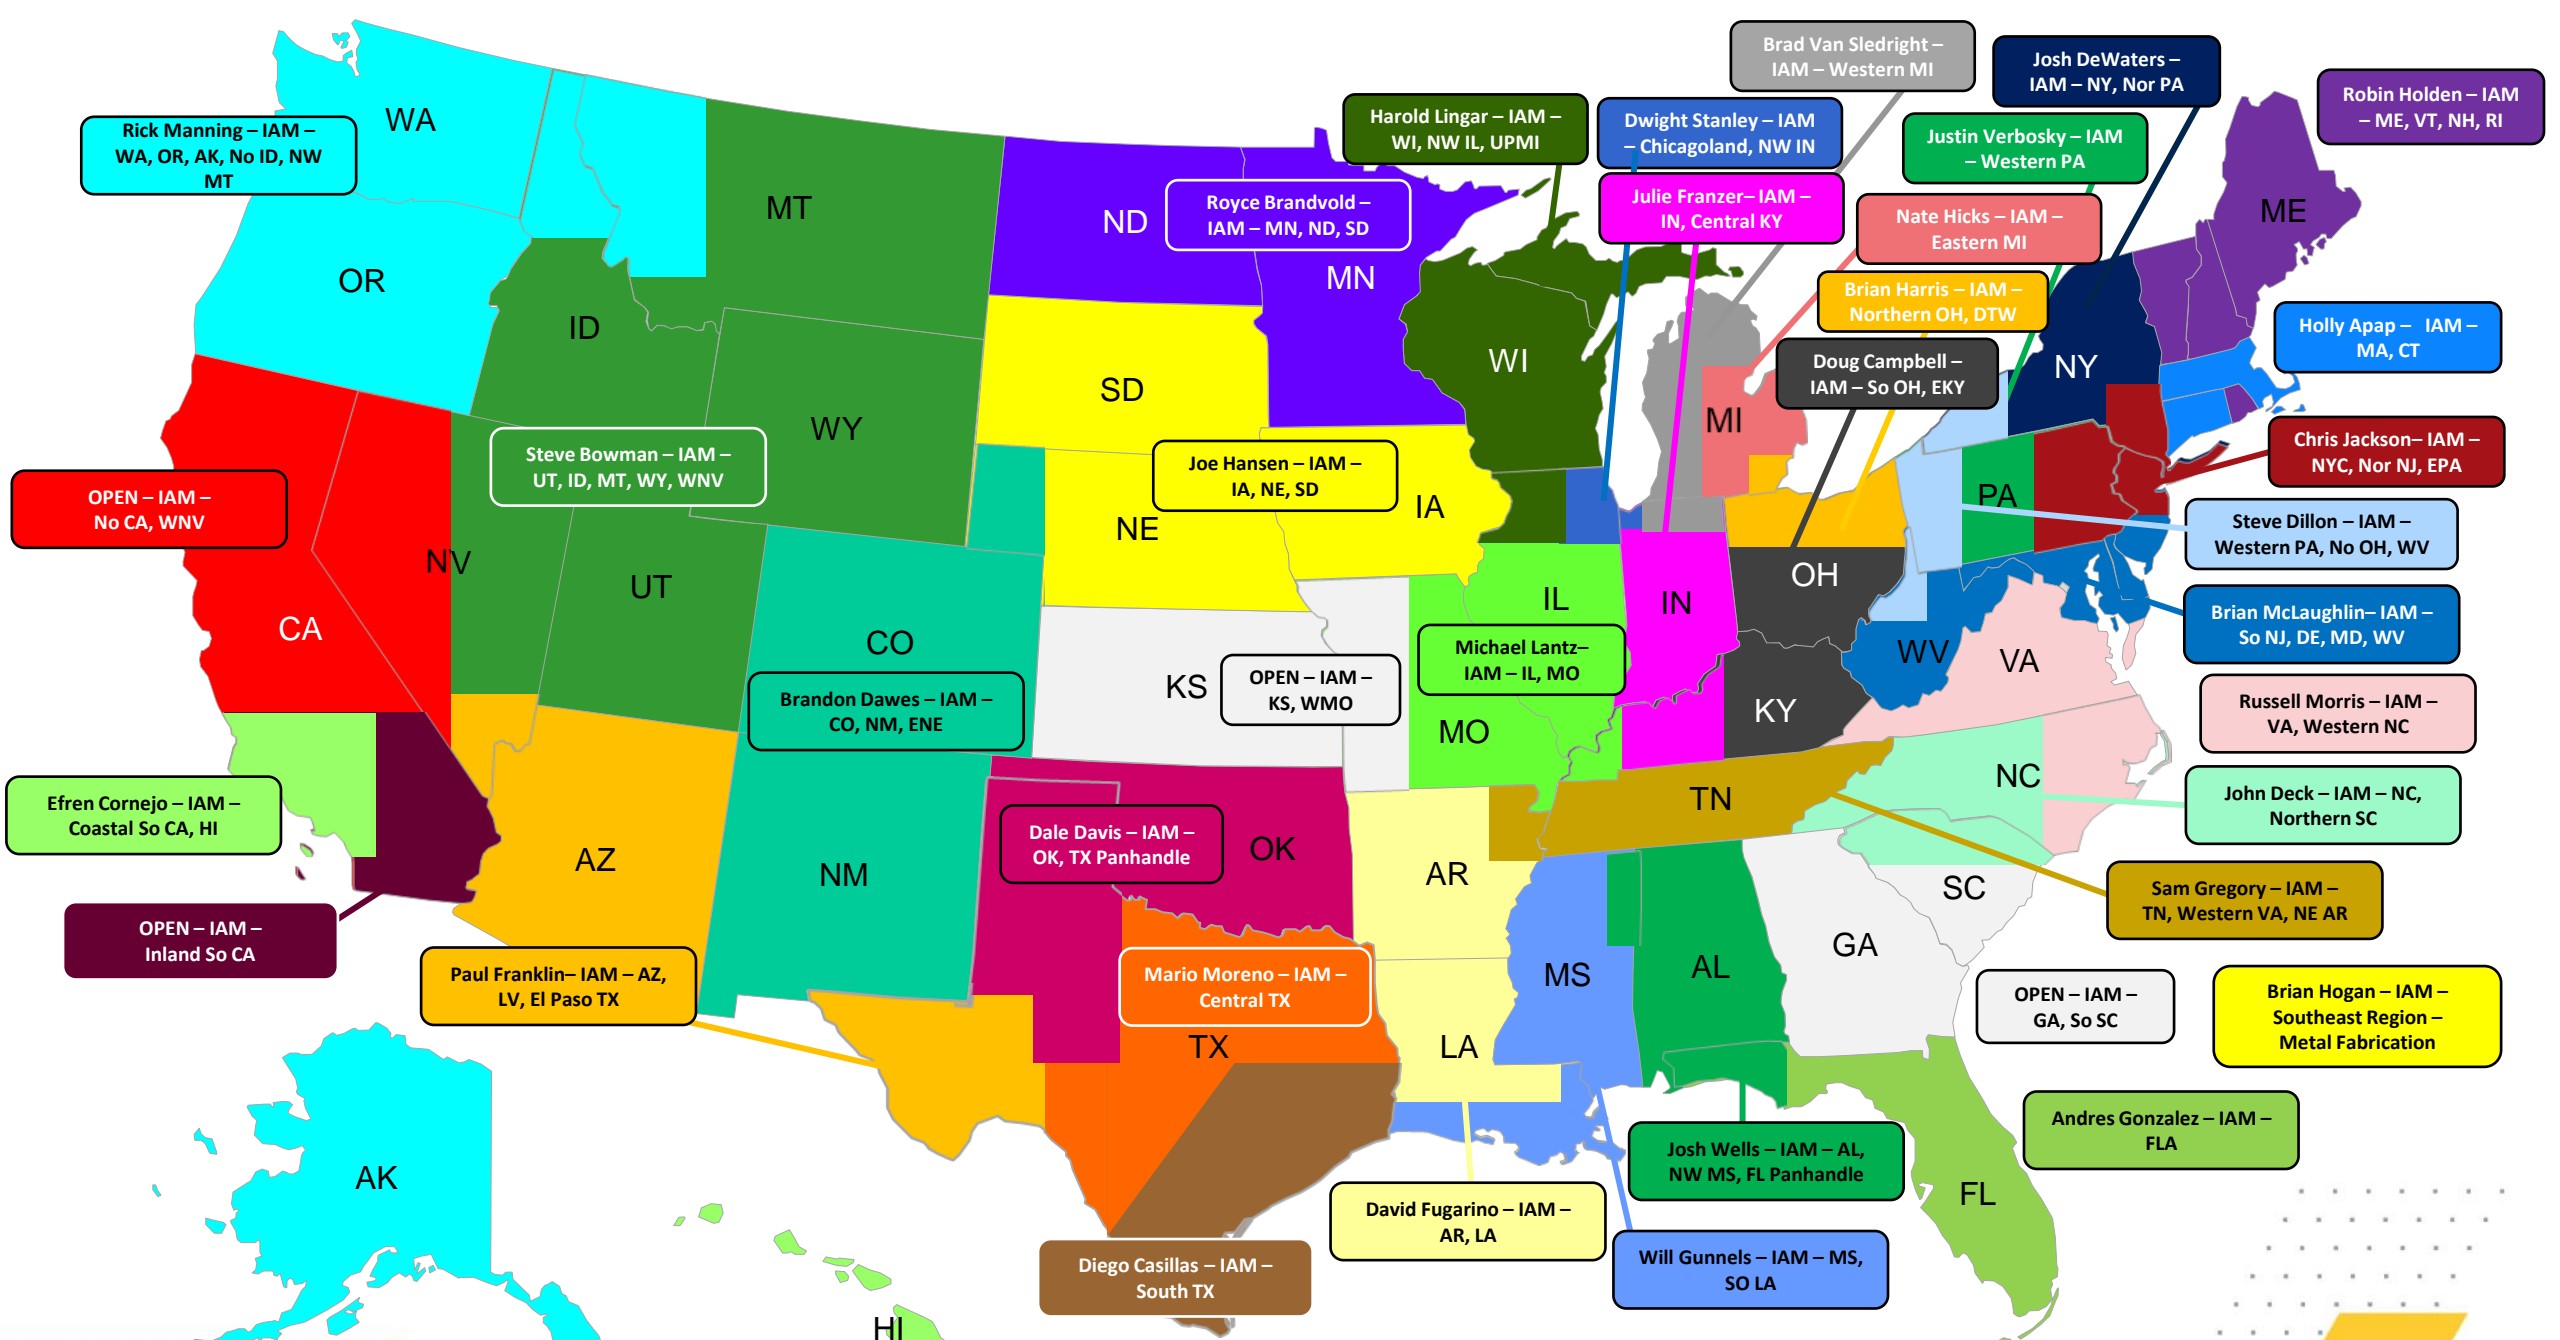 Brad Van Sledright –
IAM – Western MI
Josh DeWaters –
IAM – NY, Nor PA
Robin Holden – IAM
– ME, VT, NH, RI
Harold Lingar – IAM –
WI, NW IL, UPMI
Dwight Stanley – IAM
– Chicagoland, NW IN
Justin Verbosky – IAM
– Western PA
Rick Manning – IAM –
WA, OR, AK, No ID, NW
MT
WA
Royce Brandvold –
IAM – MN, ND, SD
Julie Franzer– IAM –
IN, Central KY
Nate Hicks – IAM –
Eastern MI
MT
ND
ME
OR
MN
Brian Harris – IAM –
Northern OH, DTW
Holly Apap – IAM –
MA, CT
ID
WI
Doug Campbell –
IAM – So OH, EKY
NY
SD
WY
MI
Steve Bowman – IAM –
UT, ID, MT, WY, WNV
Joe Hansen – IAM –
IA, NE, SD
Chris Jackson– IAM –
NYC, Nor NJ, EPA
OPEN – IAM –
No CA, WNV
IA
PA
NE
Steve Dillon – IAM –
Western PA, No OH, WV
NV
UT
OH
IL
IN
CA
CO
Brian McLaughlin– IAM –
So NJ, DE, MD, WV
WV
VA
Michael Lantz–
IAM – IL, MO
KS
OPEN – IAM –
KS, WMO
Brandon Dawes – IAM –
CO, NM, ENE
MO
KY
Russell Morris – IAM –
VA, Western NC
NC
TN
Efren Cornejo – IAM –
Coastal So CA, HI
John Deck – IAM – NC,
Northern SC
Dale Davis – IAM –
OK, TX Panhandle
OK
AZ
NM
AR
SC
Sam Gregory – IAM –
TN, Western VA, NE AR
OPEN – IAM –
Inland So CA
GA
Paul Franklin– IAM – AZ,
LV, El Paso TX
Mario Moreno – IAM –
Central TX
MS
AL
OPEN – IAM –
GA, So SC
Brian Hogan – IAM –
Southeast Region –
Metal Fabrication
TX
LA
Andres Gonzalez – IAM –
FLA
Josh Wells – IAM – AL,
NW MS, FL Panhandle
AK
FL
David Fugarino – IAM –
AR, LA
Diego Casillas – IAM –
South TX
Will Gunnels – IAM – MS,
SO LA
HI